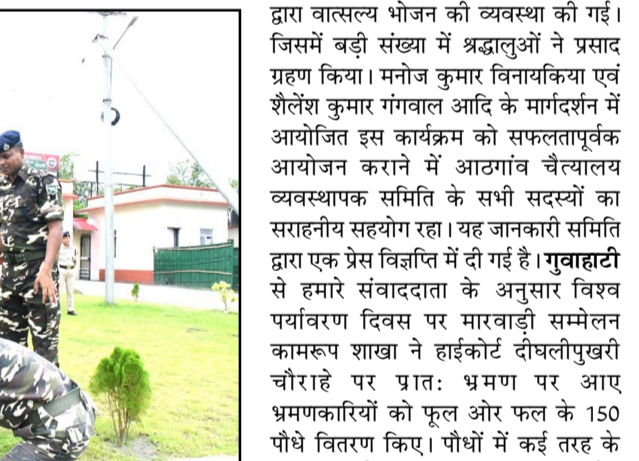 द्वारा वात्सल्य भोजन की व्यवस्था की गई।
जिसमें बड़ी संख्या में श्रद्धालुओं ने प्रसाद
ग्रहण किया। मनोज कुमार विनायकिया एवं
शैलेंश कुमार गंगवाल आदि के मार्गदर्शन में
आयोजित इस कार्यक्रम को सफलतापूर्वक
आयोजन कराने में आठगांव चैत्यालय
व्यवस्थापक समिति के सभी सदस्यों का
सराहनीय सहयोग रहा। यह जानकारी समिति
द्वारा एक प्रेस विज्ञप्ति में दी गई है। गुवाहाटी
से हमारे संवाददाता के अनुसार विश्व
पर्यावरण दिवस पर मारवाड़ी सम्मेलन
कामरूप शाखा ने हाईकोर्ट दीघलीपुखरी
चौराहे पर प्रात: भ्रमण पर आए
भ्रमणकारियों को फूल ओर फल के 150
पौधे वितरण किए। पौधों में कई तरह के